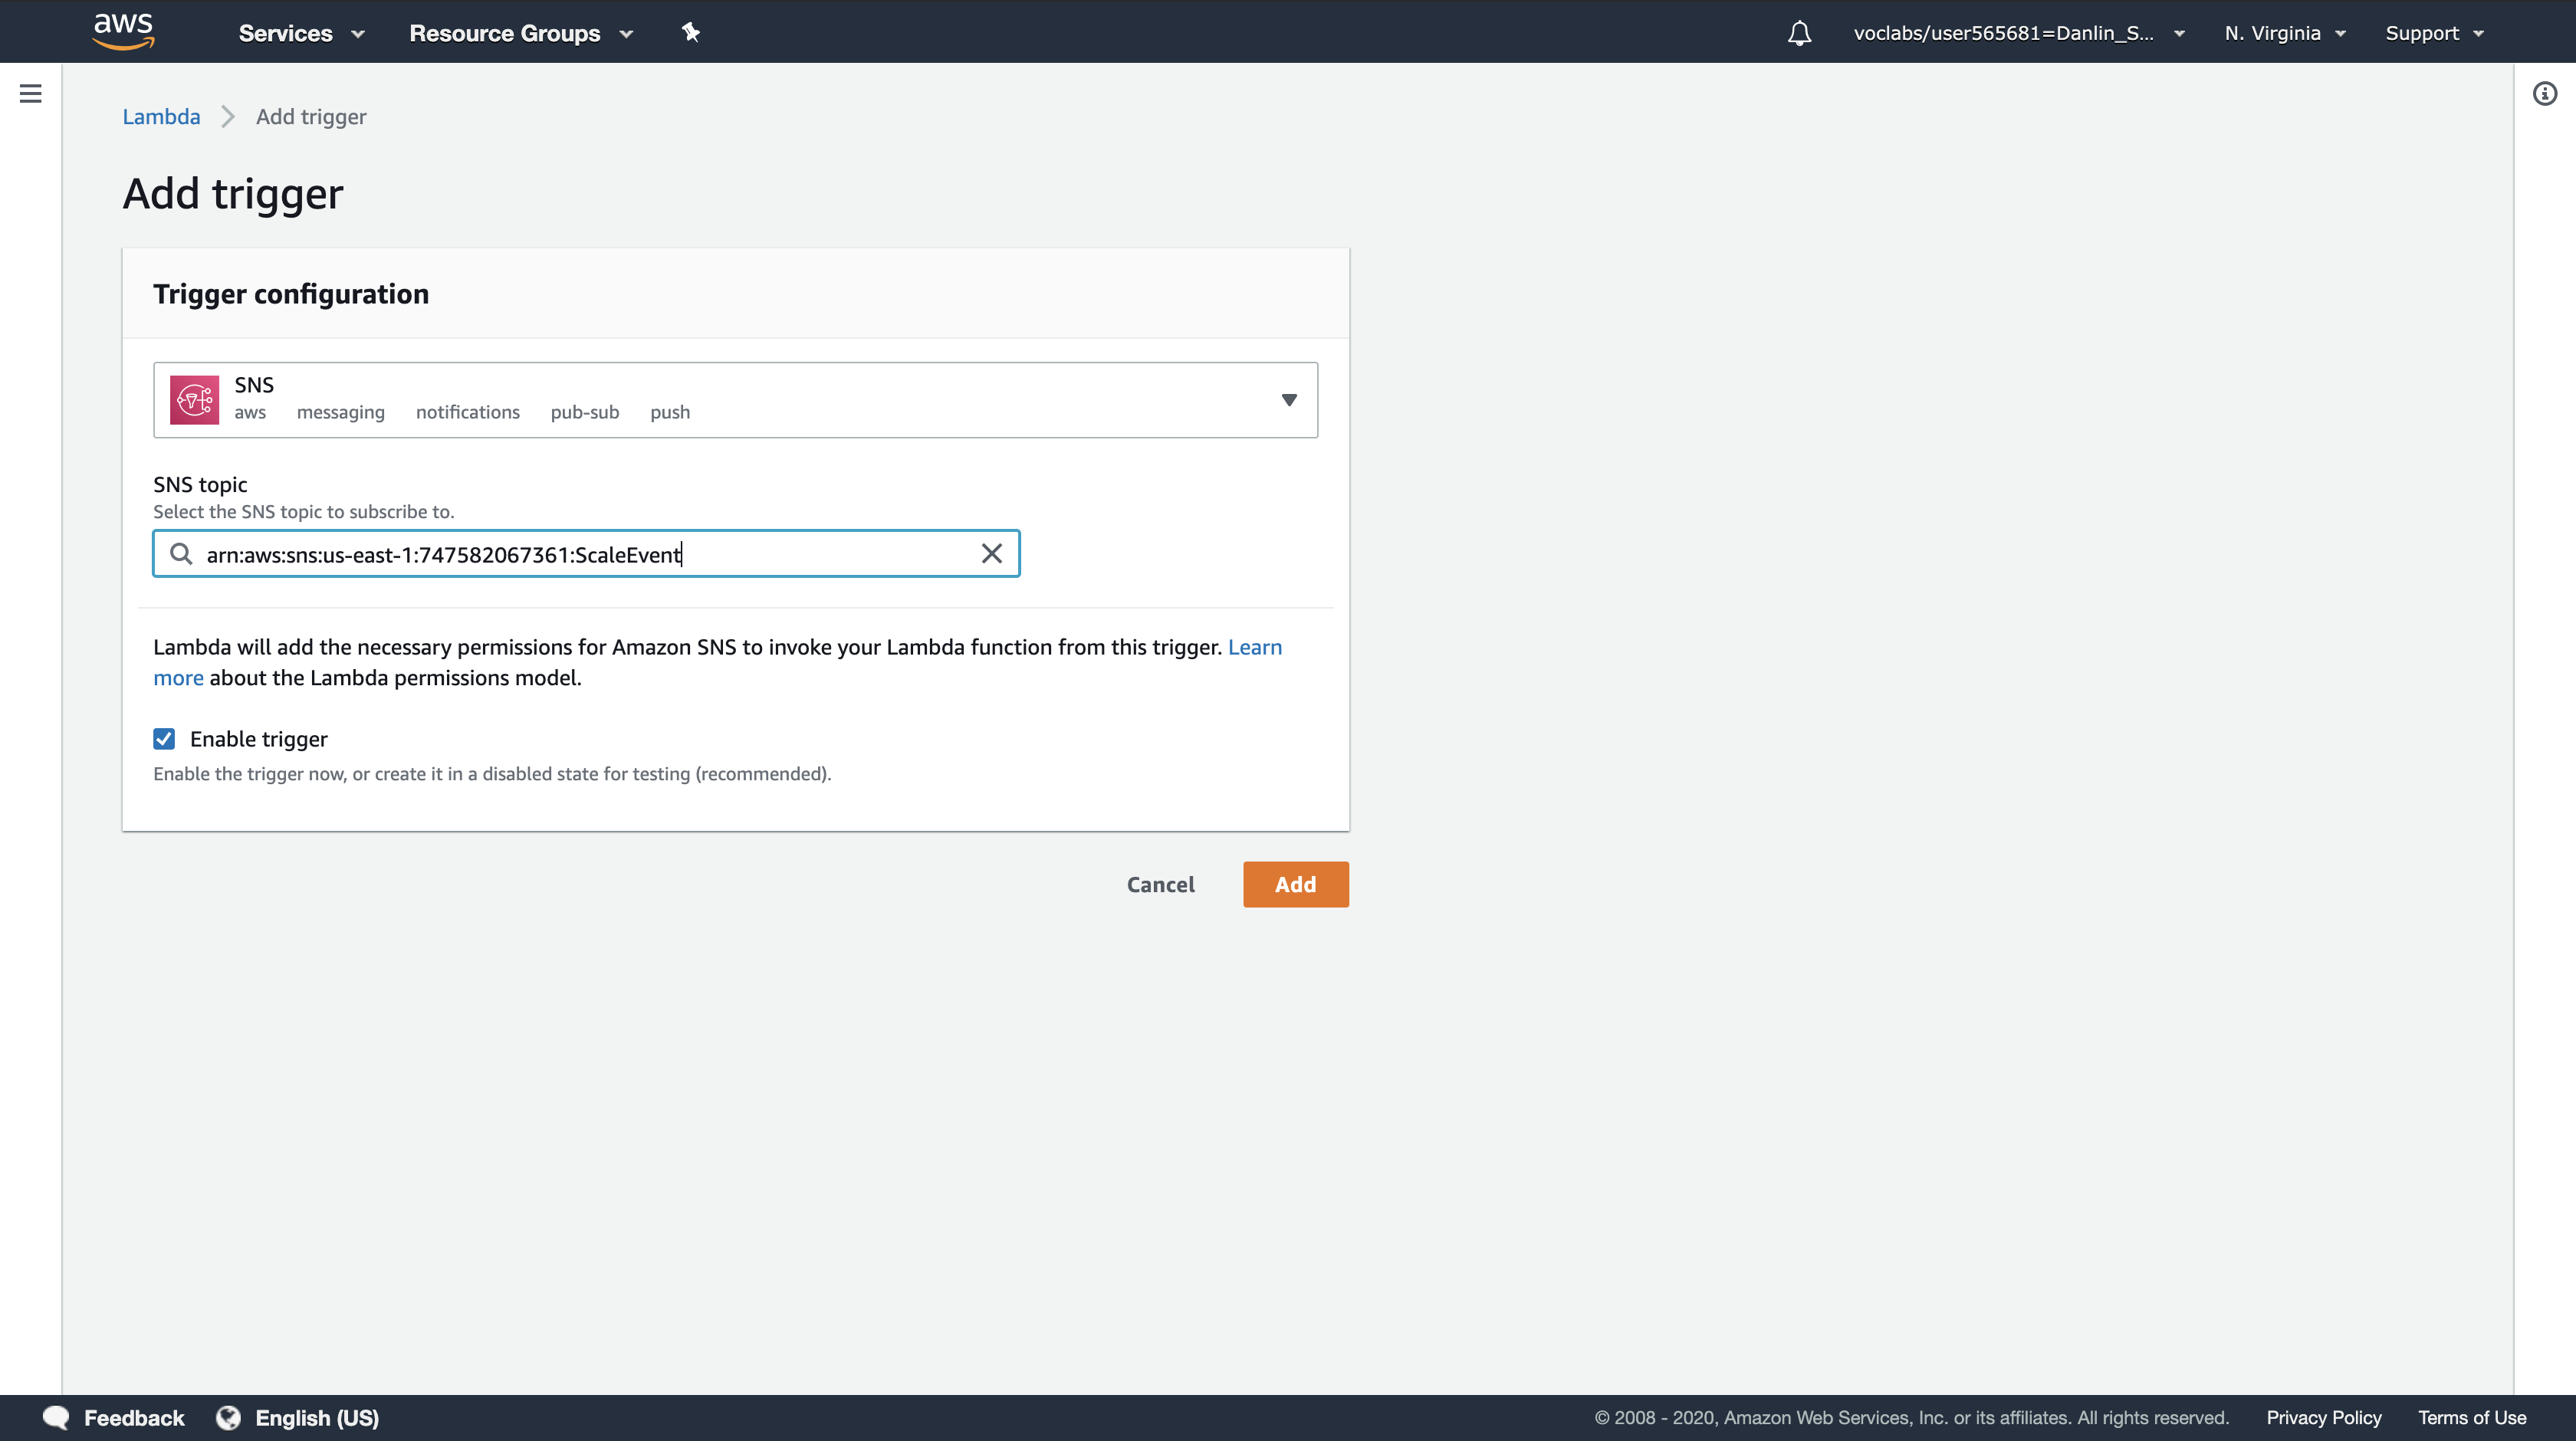 aws
Services
Resource Groups
voclabs/user565681=Danlin_S...
N. Virginia
Support
Lambda
Add trigger
Add trigger
Trigger configuration
SNS
aws messaging notifications pub-sub push
SNS topic
Select the SNS topic to subscribe to.
arn:aws:sns:us-east-1:747582067361:ScaleEvent
Lambda will add the necessary permissions for Amazon SNS to invoke your Lambda function from this trigger. Learn
more about the Lambda permissions model.
Enable trigger
Enable the trigger now, or create it in a disabled state for testing (recommended).
Cancel
Add
Feedback
English (US)
© 2008 - 2020, Amazon Web Services, Inc. or its affiliates. All rights reserved.
Privacy Policy
Terms of Use